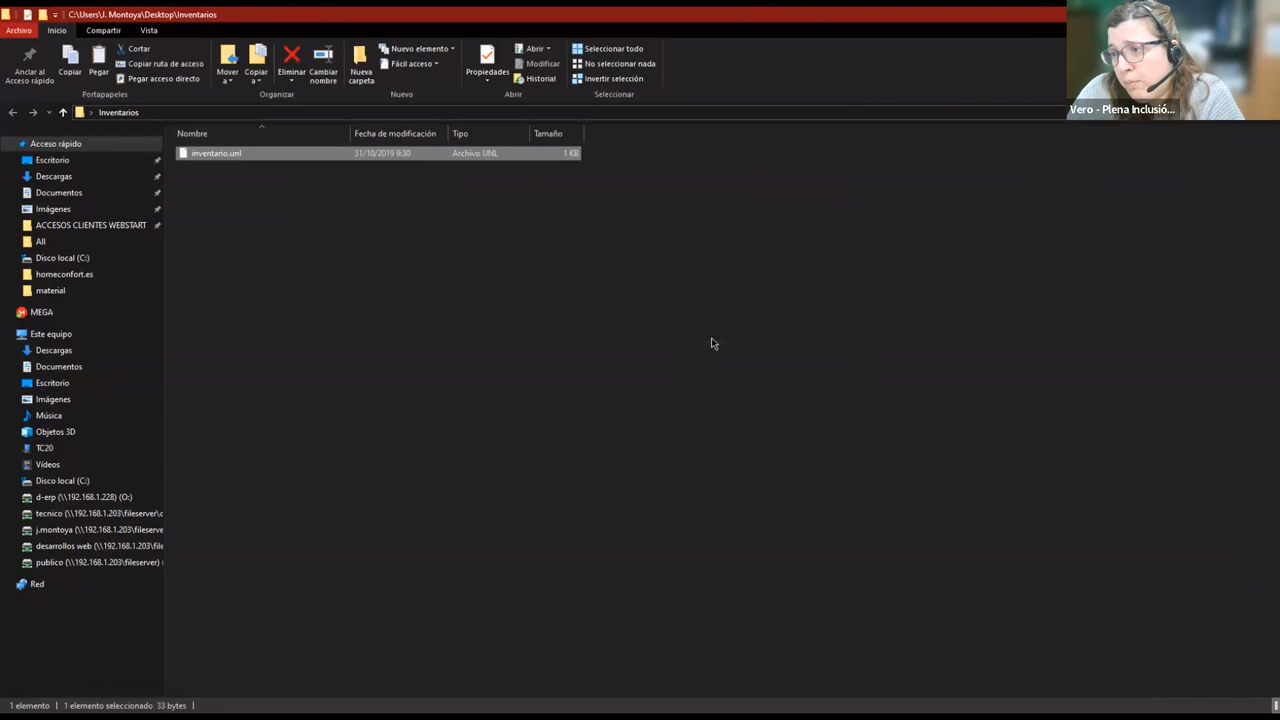 C:\Users\J. Montoya\Desktop\Inventarios
Archivo
Inicio
Compartir
Vista
Anclar al Acceso rápido
Copiar
Pegar
Cortar
Copiar ruta de acceso
Pegar acceso directo
Portapapeles
Mover a
Copiar a
Eliminar
Cambiar nombre
Organizar
Nueva carpeta
Nuevo elemento
Fácil acceso
Nuevo
Propiedades
Abrir
Modificar
Historial
Abrir
Seleccionar todo
No seleccionar nada
Invertir selección
Seleccionar
Vero - Plena Inclusió...
Inventarios
Nombre
Fecha de modificación
Tipo
Tamaño
inventario.unl
31/10/2019 9:30
Archivo UNL
1 KB
Acceso rápido
Escritorio
Descargas
Documentos
Imágenes
ACCESOS CLIENTES WEBSTART
All
Disco local (C:)
homeconfort.es
material
MEGA
Este equipo
Descargas
Documentos
Escritorio
Imágenes
Música
Objetos 3D
TC20
Vídeos
Disco local (C:)
d-erp (\\192.168.1.228) (O:)
tecnico (\\192.168.1.203\fileserver\c
j.montoya (\\192.168.1.203\fileserve
desarrollos web (\\192.168.1.203\file
publico (\\192.168.1.203\fileserver) (
Red
1 elemento
1 elemento seleccionado 33 bytes